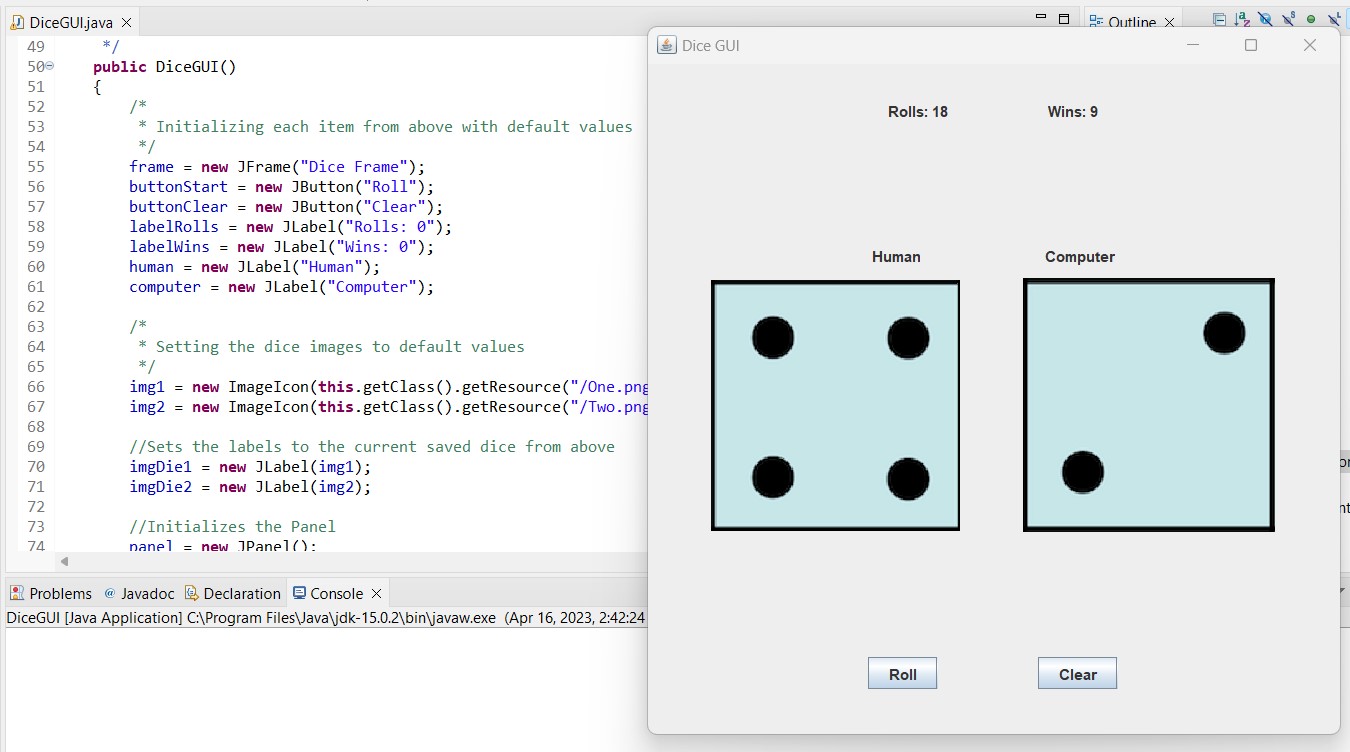 DiceGUI.java
Outline
49 */
50 public DiceGUI()
51 {
52 /*
53 * Initializing each item from above with default values
54 */
55 frame = new JFrame("Dice Frame");
56 buttonStart = new JButton("Roll");
57 buttonClear = new JButton("Clear");
58 labelRolls = new JLabel("Rolls: 0");
59 labelWins = new JLabel("Wins: 0");
60 human = new JLabel("Human");
61 computer = new JLabel("Computer");
62
63 /*
64 * Setting the dice images to default values
65 */
66 img1 = new ImageIcon(this.getClass().getResource("/One.png
67 img2 = new ImageIcon(this.getClass().getResource("/Two.png
68
69 //Sets the labels to the current saved dice from above
70 imgDie1 = new JLabel(img1);
71 imgDie2 = new JLabel(img2);
72
73 //Initializes the Panel
74 panel = new JPanel();
Problems @ Javadoc Declaration Console
DiceGUI [Java Application] C:\Program Files\Java\jdk-15.0.2\bin\javaw.exe (Apr 16, 2023, 2:42:24
Dice GUI
Rolls: 18 Wins: 9
Human Computer
Roll Clear